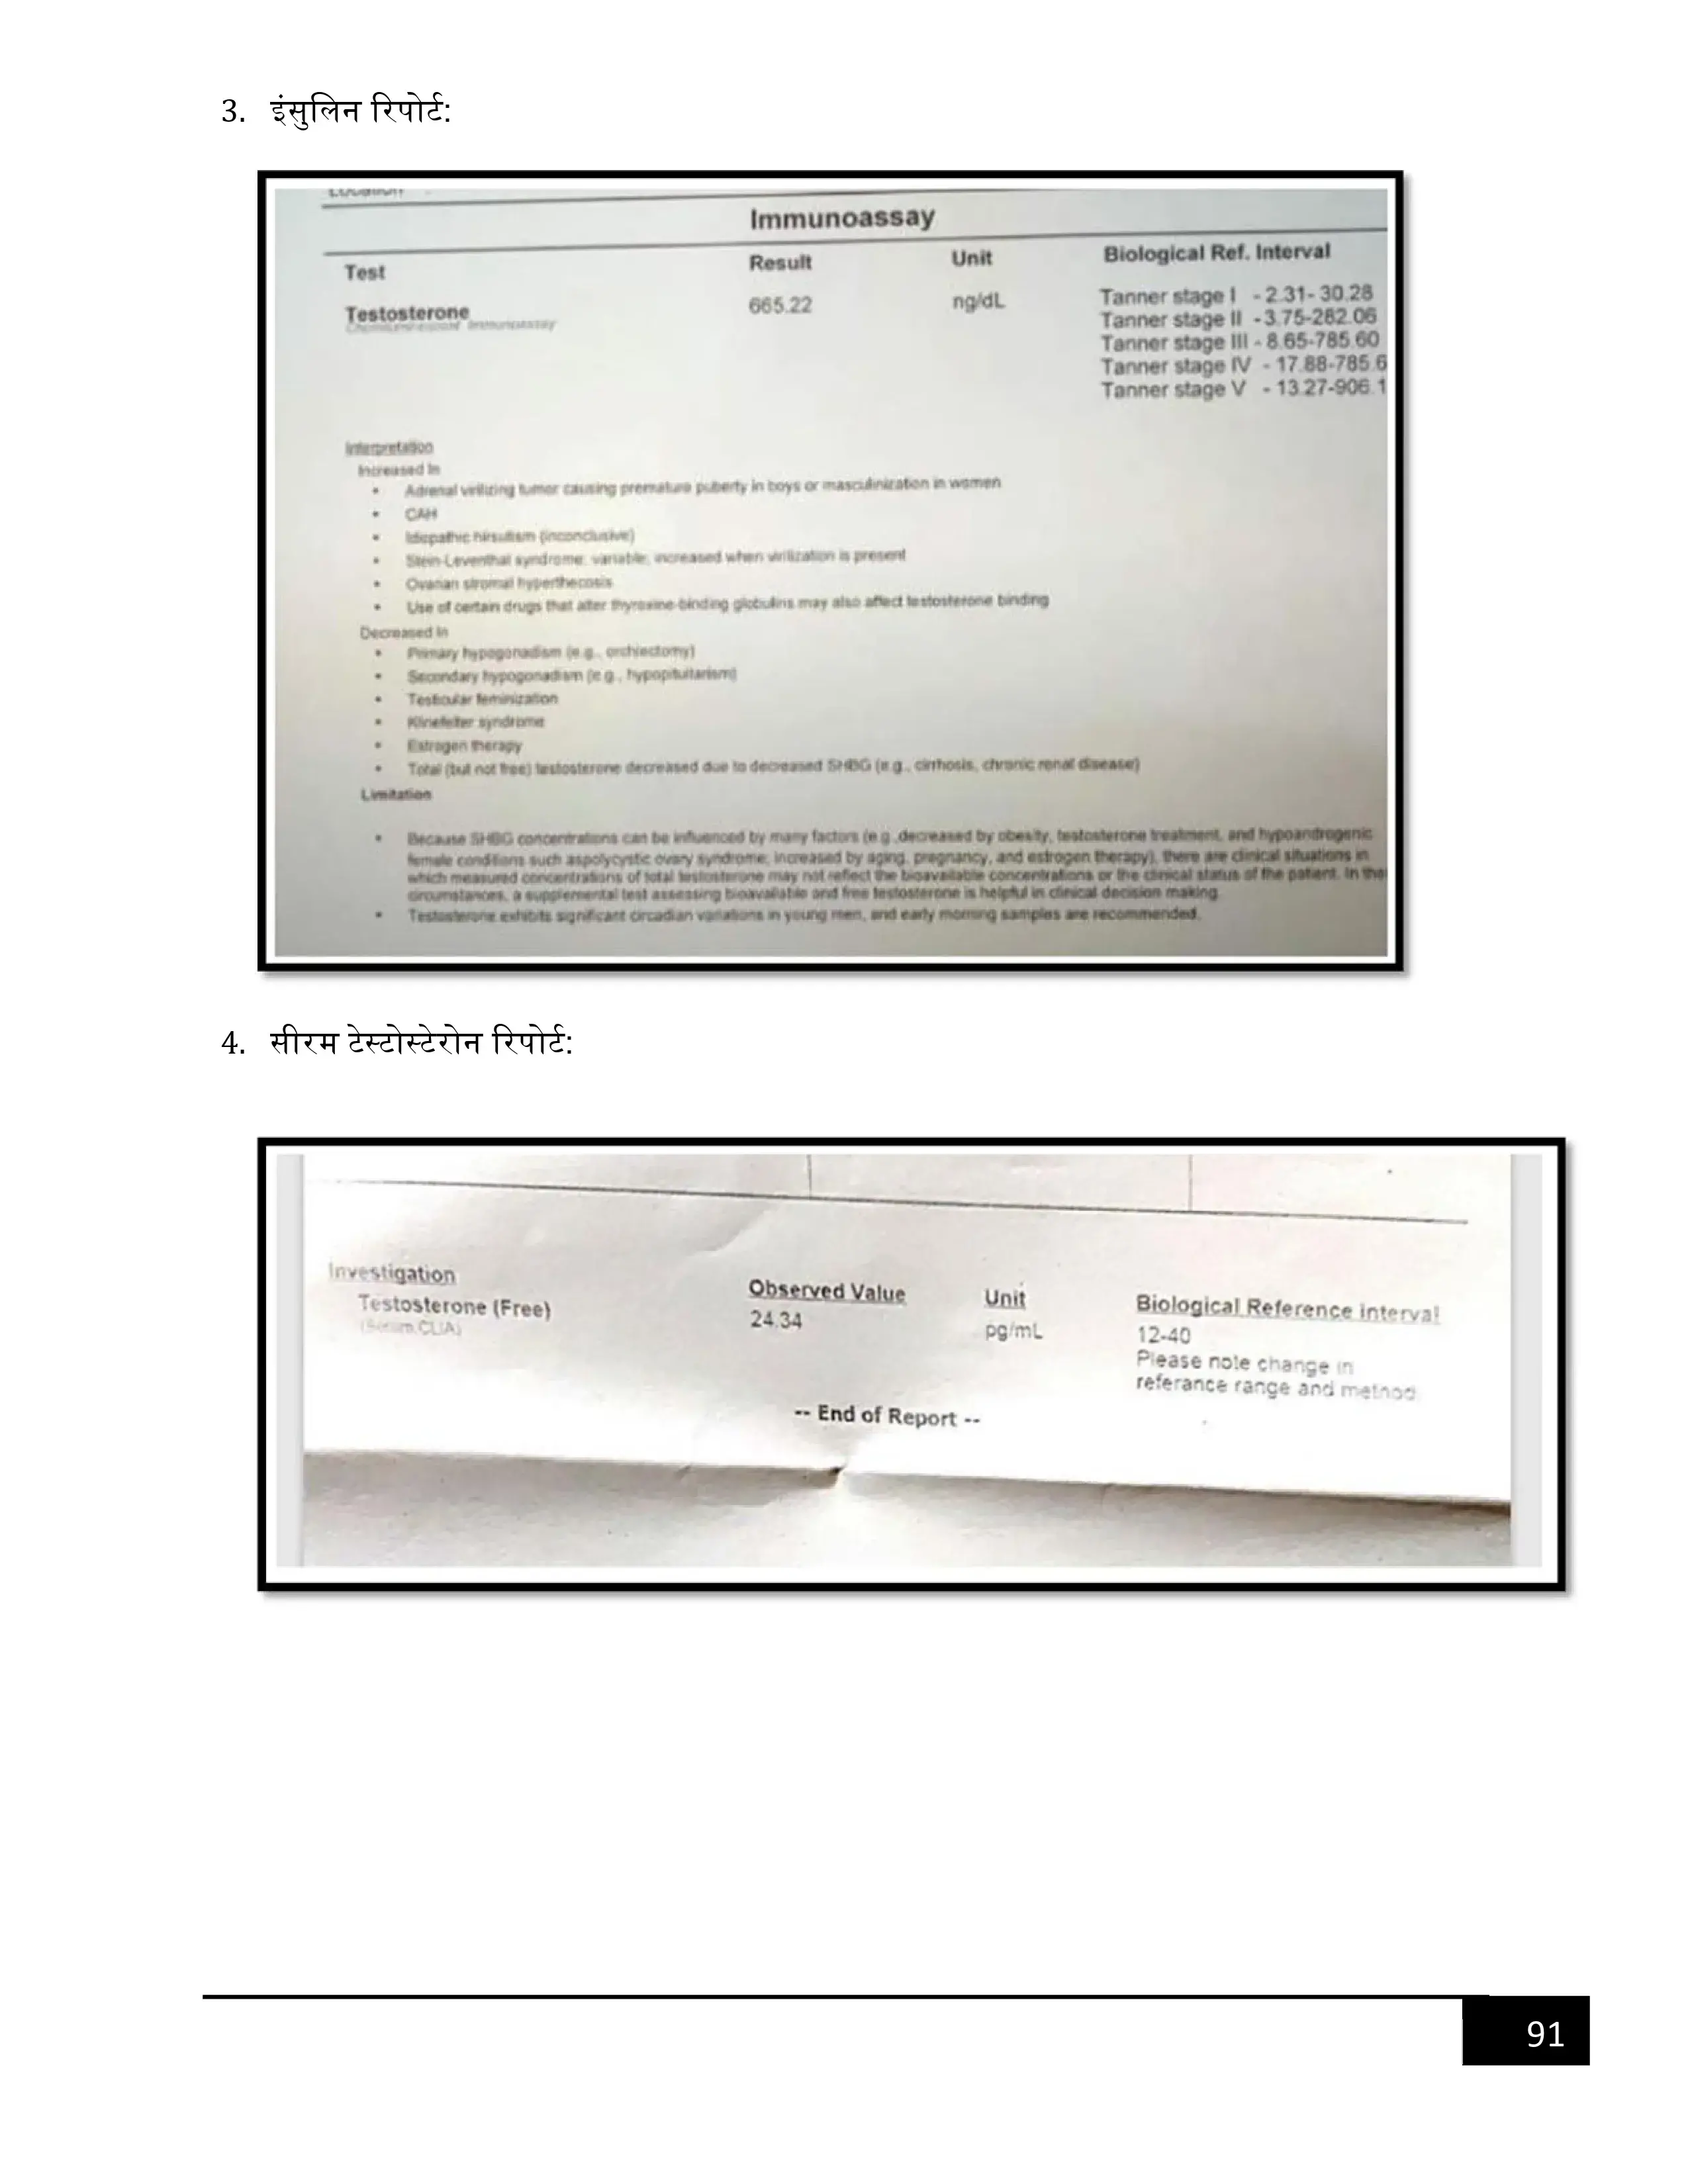 3. इंसुलिन रिपोर्ट:
Immunoassay
Test Result Unit Biological Ref. Interval
Testosterone 665.22 ng/dL Tanner stage I - 2.31- 30.28
Immunoassay Tanner stage II - 3.75-282.06
Tanner stage III - 8.65-785.60
Tanner stage IV - 17.88-785.6
Tanner stage V - 13.27-906.1
Interpretation
Increased In
• Adrenal virilizing tumor causing premature puberty in boys or masculinization in women
• CAH
• Idiopathic hirsutism (inconclusive)
• Stein-Leventhal syndrome: variable; increased when virilization is present
• Ovarian stromal hyperthecosis
• Use of certain drugs that alter thyroxine-binding globulins may also affect testosterone binding
Decreased In
• Primary hypogonadism (e.g., orchiectomy)
• Secondary hypogonadism (e.g., hypopituitarism)
• Testicular feminization
• Klinefelter syndrome
• Estrogen therapy
• Total (but not free) testosterone decreased due to decreased SHBG (e.g., cirrhosis, chronic renal disease)
Limitation
• Because SHBG concentrations can be influenced by many factors (e.g.,decreased by obesity, testosterone treatment, and hypoandrogenic
female conditions such aspolycystic ovary syndrome; increased by aging, pregnancy, and estrogen therapy), there are clinical situations in
which measured concentrations of total testosterone may not reflect the bioavailable concentrations or the clinical status of the patient. In the
circumstances, a supplemental test assessing bioavailable and free testosterone is helpful in clinical decision making.
• Testosterone exhibits significant circadian variations in young men, and early morning samples are recommended.
4. सीरम टेस्टोस्टेरोन रिपोर्ट:
Investigation Observed Value Unit Biological Reference Interval
Testosterone (Free) 24.34 pg/mL 12-40
(Serum,CLIA) Please note change in
referance range and method
-- End of Report --
91